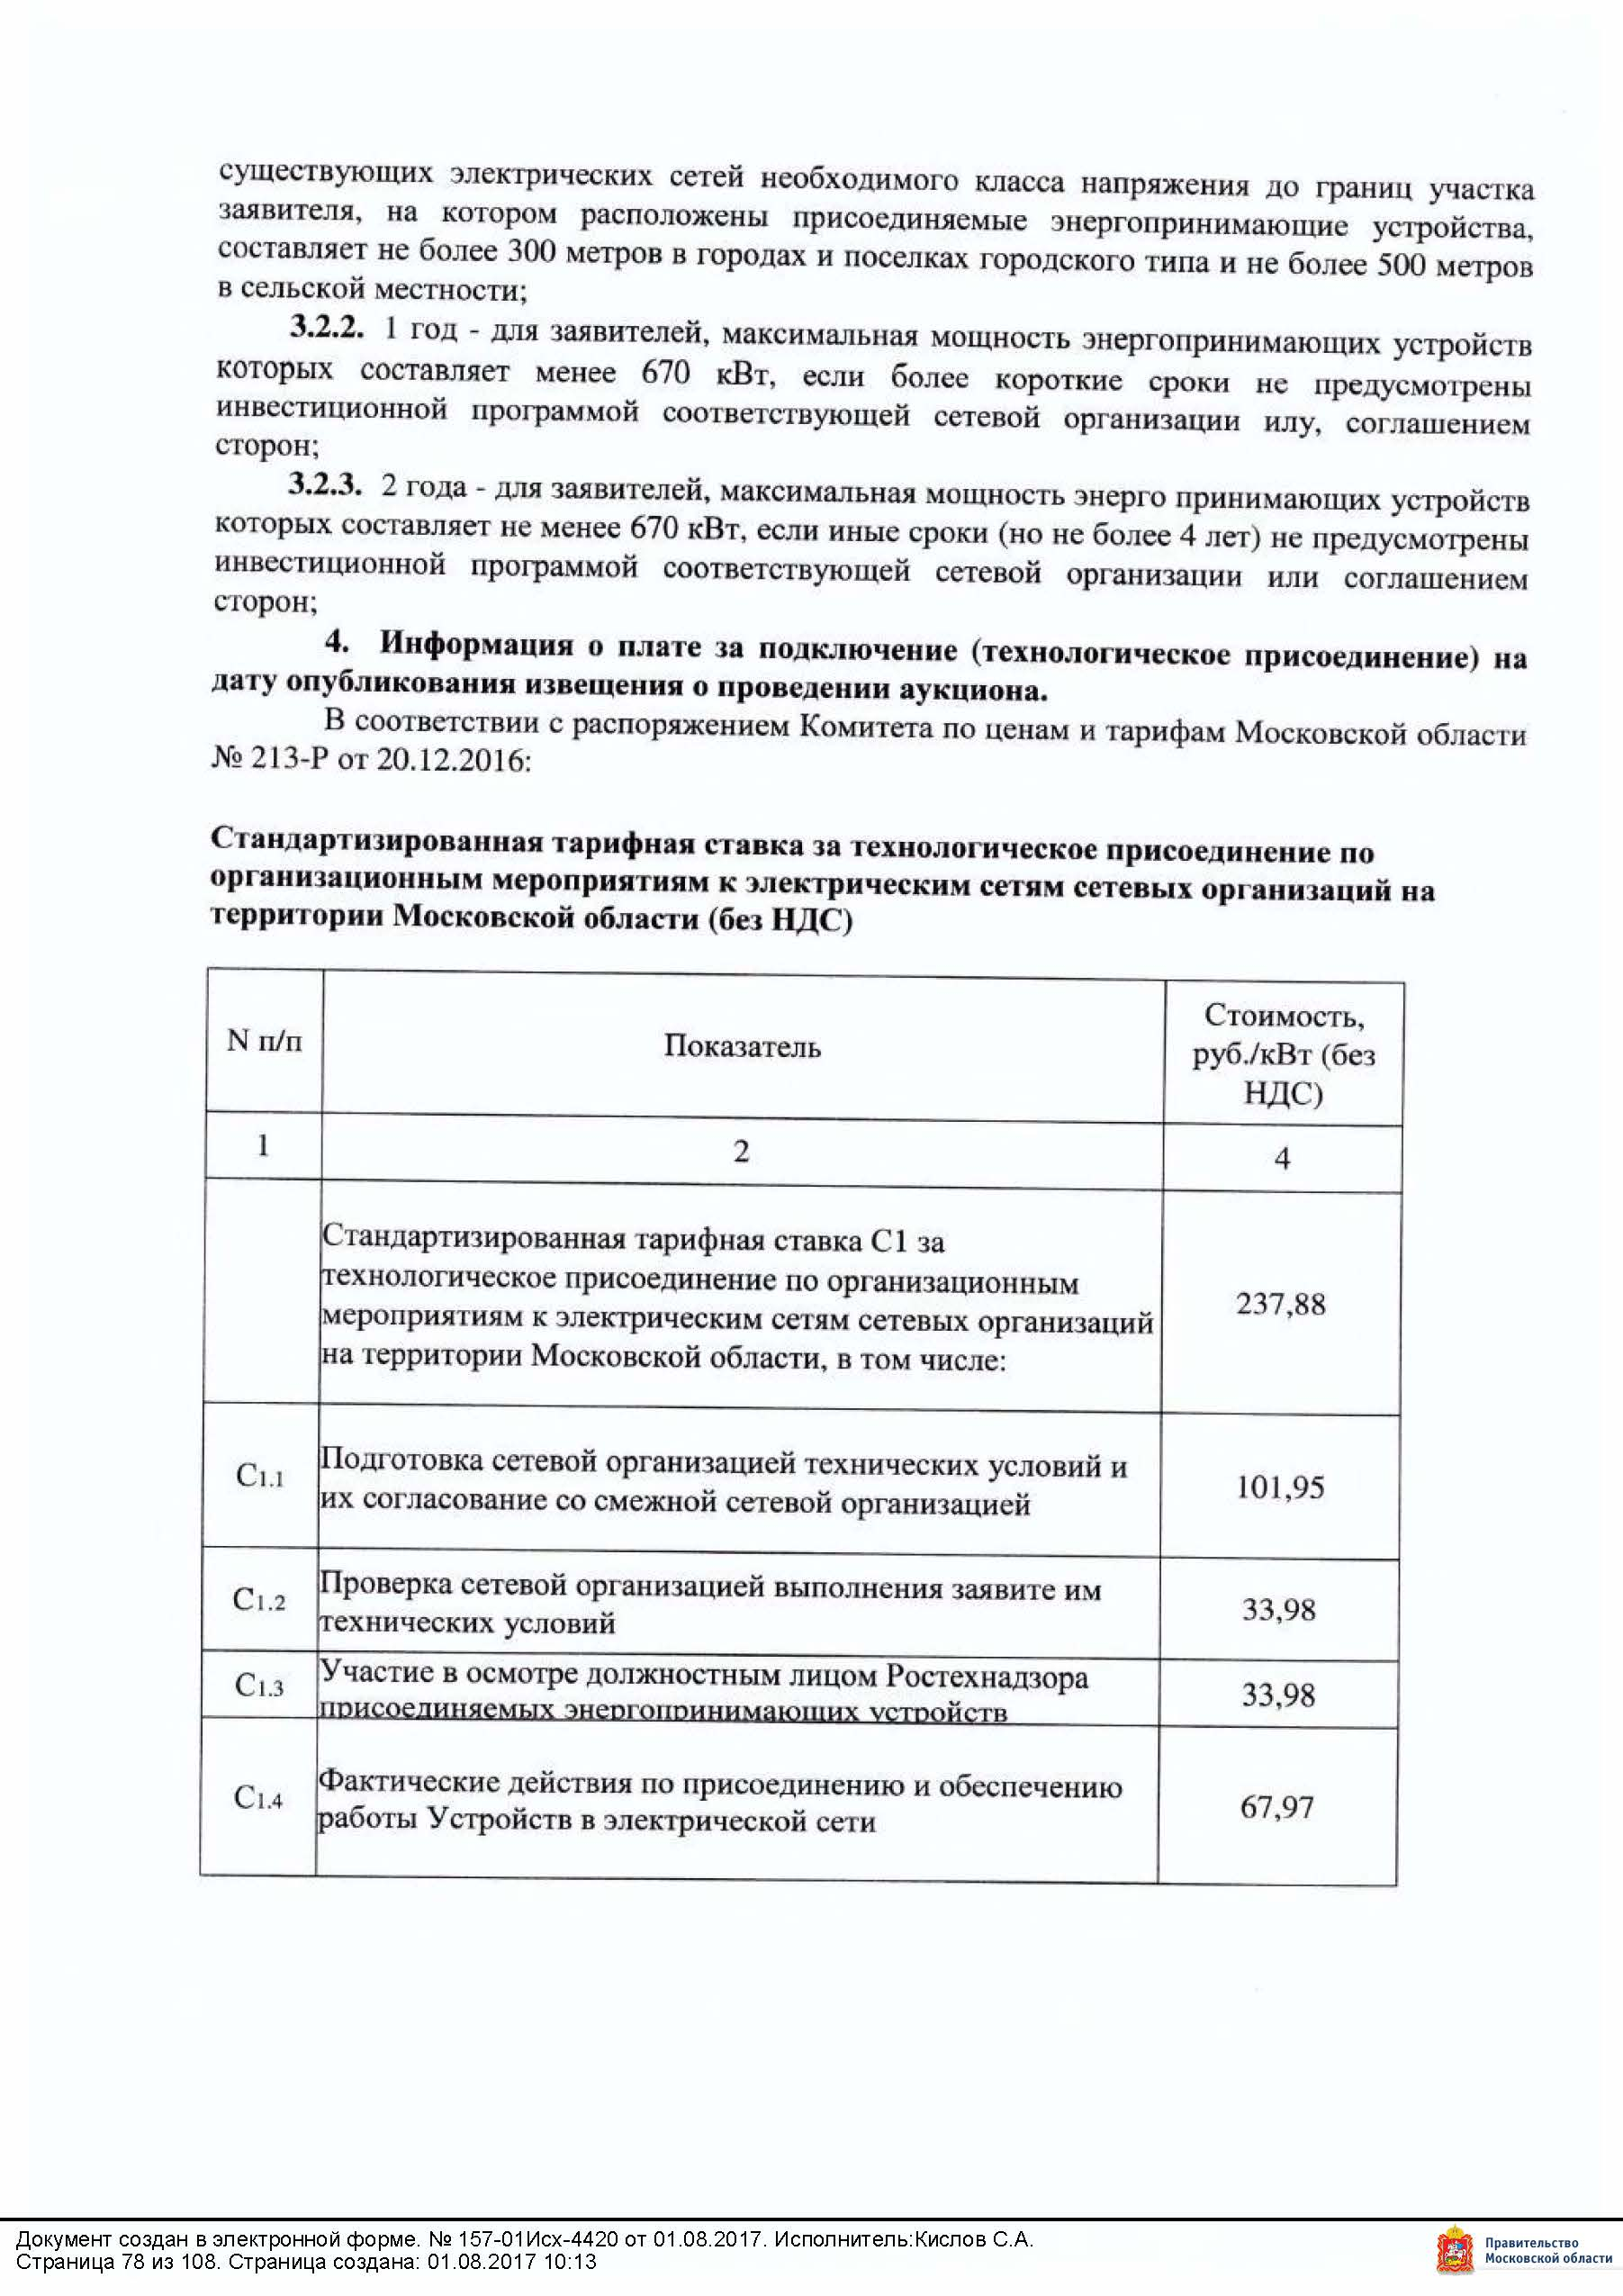 существующих электрических сетей необходимого класса напряжения до границ участка
заявителя, на котором расположены присоединяемые энергопринимающие устройства,
составляет не более 300 метров в городах и поселках городского типа и не более 500 метров
в сельской местности;
3.2.2. 1 год - для заявителей, максимальная мощность энергопринимающих устройств
которых составляет менее 670 кВт, если более короткие сроки не предусмотрены
инвестиционной программой соответствующей сетевой организации илу, соглашением
сторон;
3.2.3. 2 года - для заявителей, максимальная мощность энерго принимающих устройств
которых составляет не менее 670 кВт, если иные сроки (но не более 4 лет) не предусмотрены
инвестиционной программой соответствующей сетевой организации или соглашением
сторон;
4. Информация о плате за подключение (технологическое присоединение) на
дату опубликования извещения о проведении аукциона.
В соответствии с распоряжением Комитета по ценам и тарифам Московской области
№ 213-Р от 20.12.2016:
Стандартизированная тарифная ставка за технологическое присоединение по
организационным мероприятиям к электрическим сетям сетевых организаций на
территории Московской области (без НДС)
N п/п
Показатель
Стоимость,
руб./кВт (без
НДС)
1
2
4
Стандартизированная тарифная ставка С1 за
технологическое присоединение по организационным
мероприятиям к электрическим сетям сетевых организаций
на территории Московской области, в том числе:
237,88
С1.1
Подготовка сетевой организацией технических условий и
их согласование со смежной сетевой организацией
101,95
С1.2
Проверка сетевой организацией выполнения заявите им
технических условий
33,98
С1.3
Участие в осмотре должностным лицом Ростехнадзора
присоединяемых энергопринимающих устройств
33,98
С1.4
Фактические действия по присоединению и обеспечению
работы Устройств в электрической сети
67,97
Документ создан в электронной форме. № 157-01Исх-4420 от 01.08.2017. Исполнитель:Кислов С.А.
Страница 78 из 108. Страница создана: 01.08.2017 10:13
Правительство
Московской области